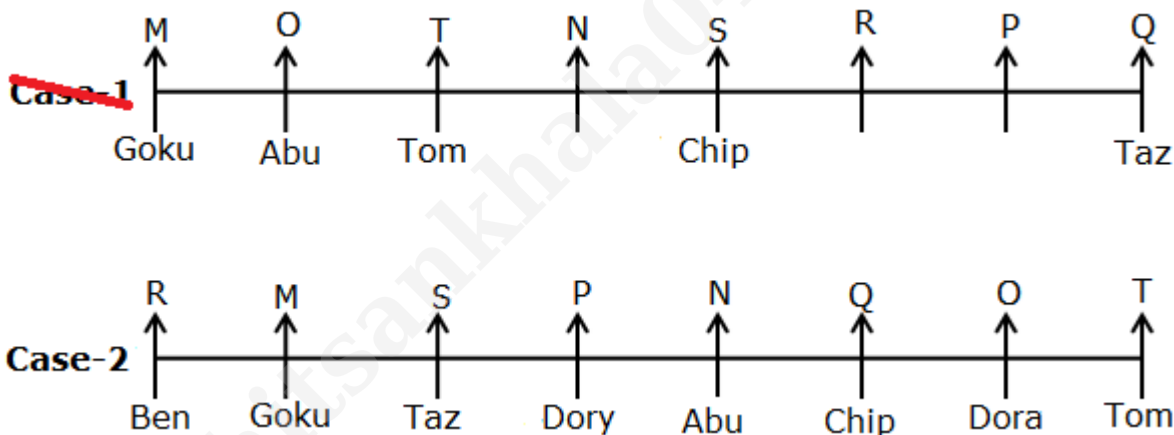 M O T N S R P Q
Case-1
Goku Abu Tom Chip Taz
R M S P N Q O T
Case-2
Ben Goku Taz Dory Abu Chip Dora Tom